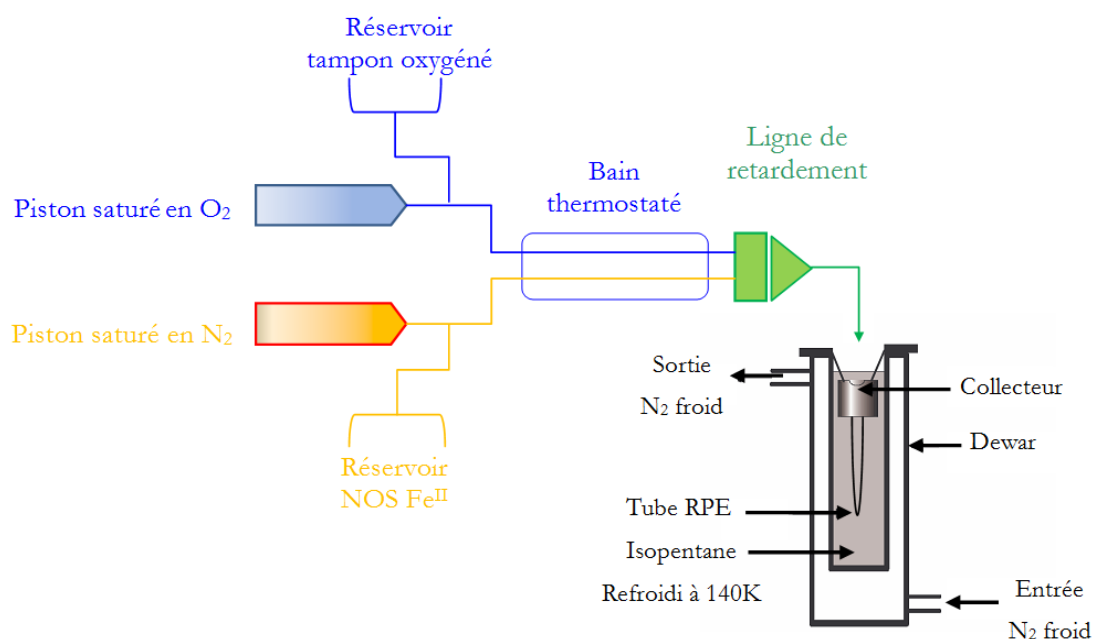 Réservoir
tampon oxygéné
Ligne de
retardement
Bain
thermostaté
Piston saturé en O₂
Piston saturé en N₂
Réservoir
NOS Feᴵᴵ
Sortie
N₂ froid
Collecteur
Dewar
Tube RPE
Isopentane
Refroidi à 140K
Entrée
N₂ froid